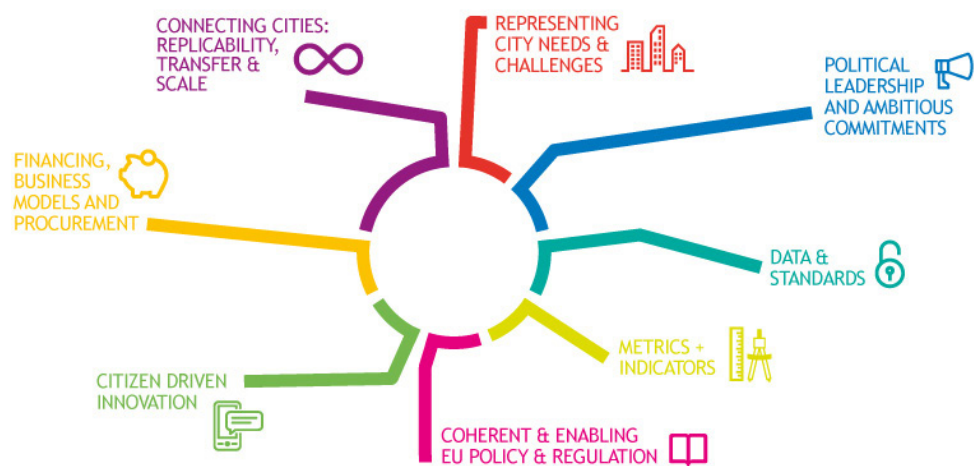 CONNECTING CITIES:
REPLICABILITY,
TRANSFER &
SCALE
REPRESENTING
CITY NEEDS &
CHALLENGES
POLITICAL
LEADERSHIP
AND AMBITIOUS
COMMITMENTS
FINANCING,
BUSINESS
MODELS AND
PROCUREMENT
DATA &
STANDARDS
METRICS +
INDICATORS
CITIZEN DRIVEN
INNOVATION
COHERENT & ENABLING
EU POLICY & REGULATION